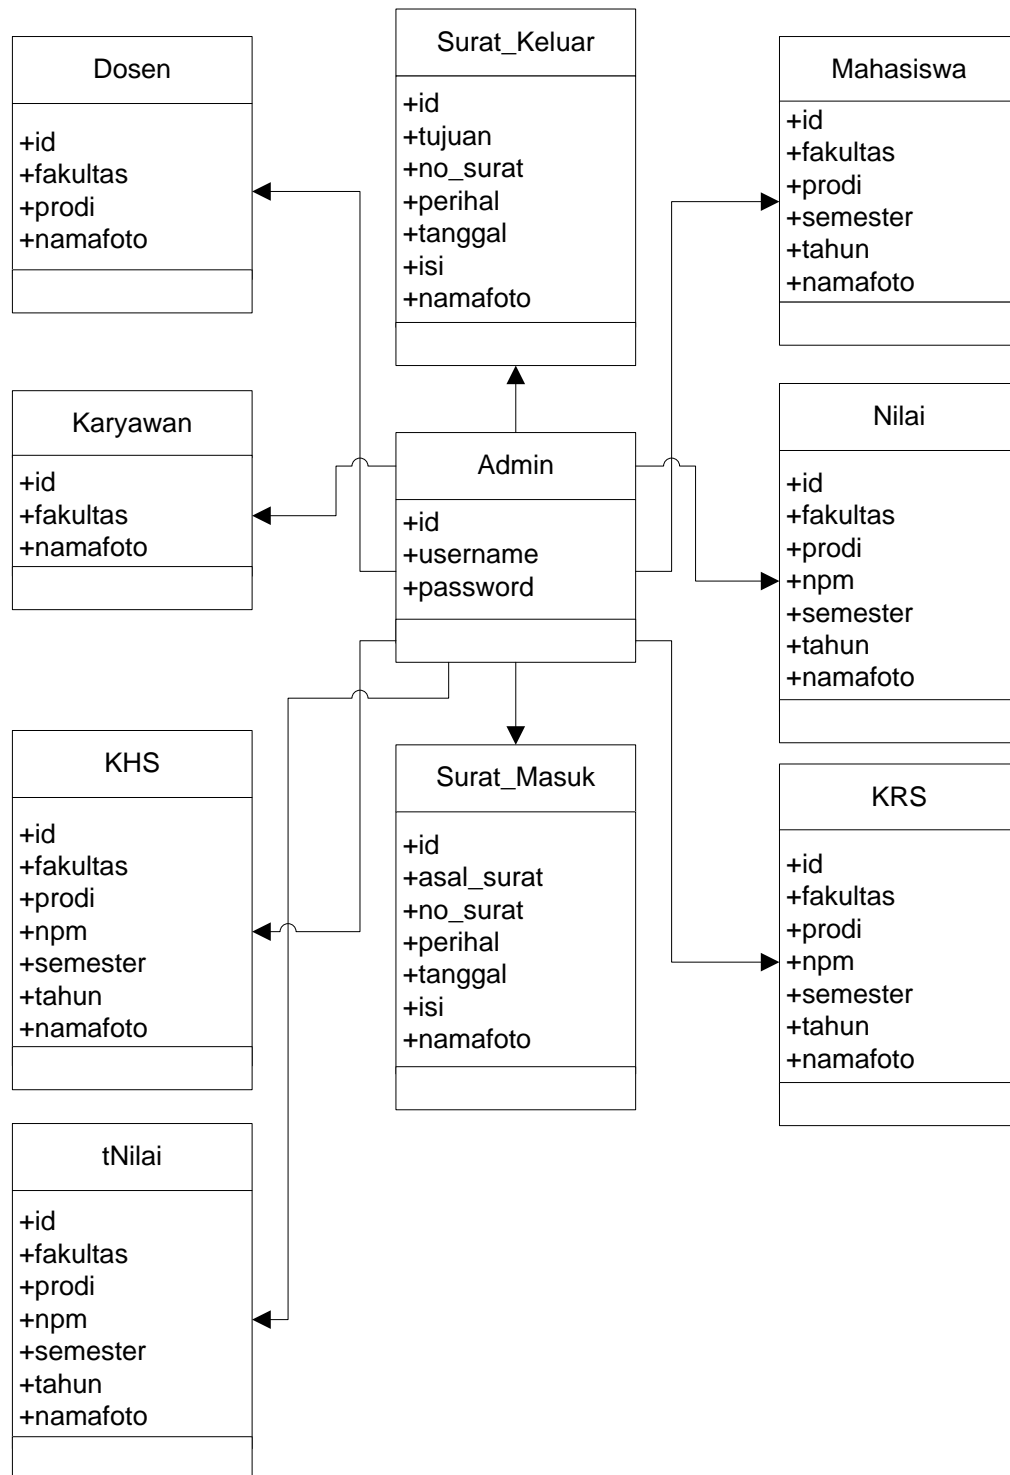 Dosen
+id
+fakultas
+prodi
+namafoto
Surat_Keluar
+id
+tujuan
+no_surat
+perihal
+tanggal
+isi
+namafoto
Mahasiswa
+id
+fakultas
+prodi
+semester
+tahun
+namafoto
Karyawan
+id
+fakultas
+namafoto
Admin
+id
+username
+password
Nilai
+id
+fakultas
+prodi
+npm
+semester
+tahun
+namafoto
KHS
+id
+fakultas
+prodi
+npm
+semester
+tahun
+namafoto
Surat_Masuk
+id
+asal_surat
+no_surat
+perihal
+tanggal
+isi
+namafoto
KRS
+id
+fakultas
+prodi
+npm
+semester
+tahun
+namafoto
tNilai
+id
+fakultas
+prodi
+npm
+semester
+tahun
+namafoto